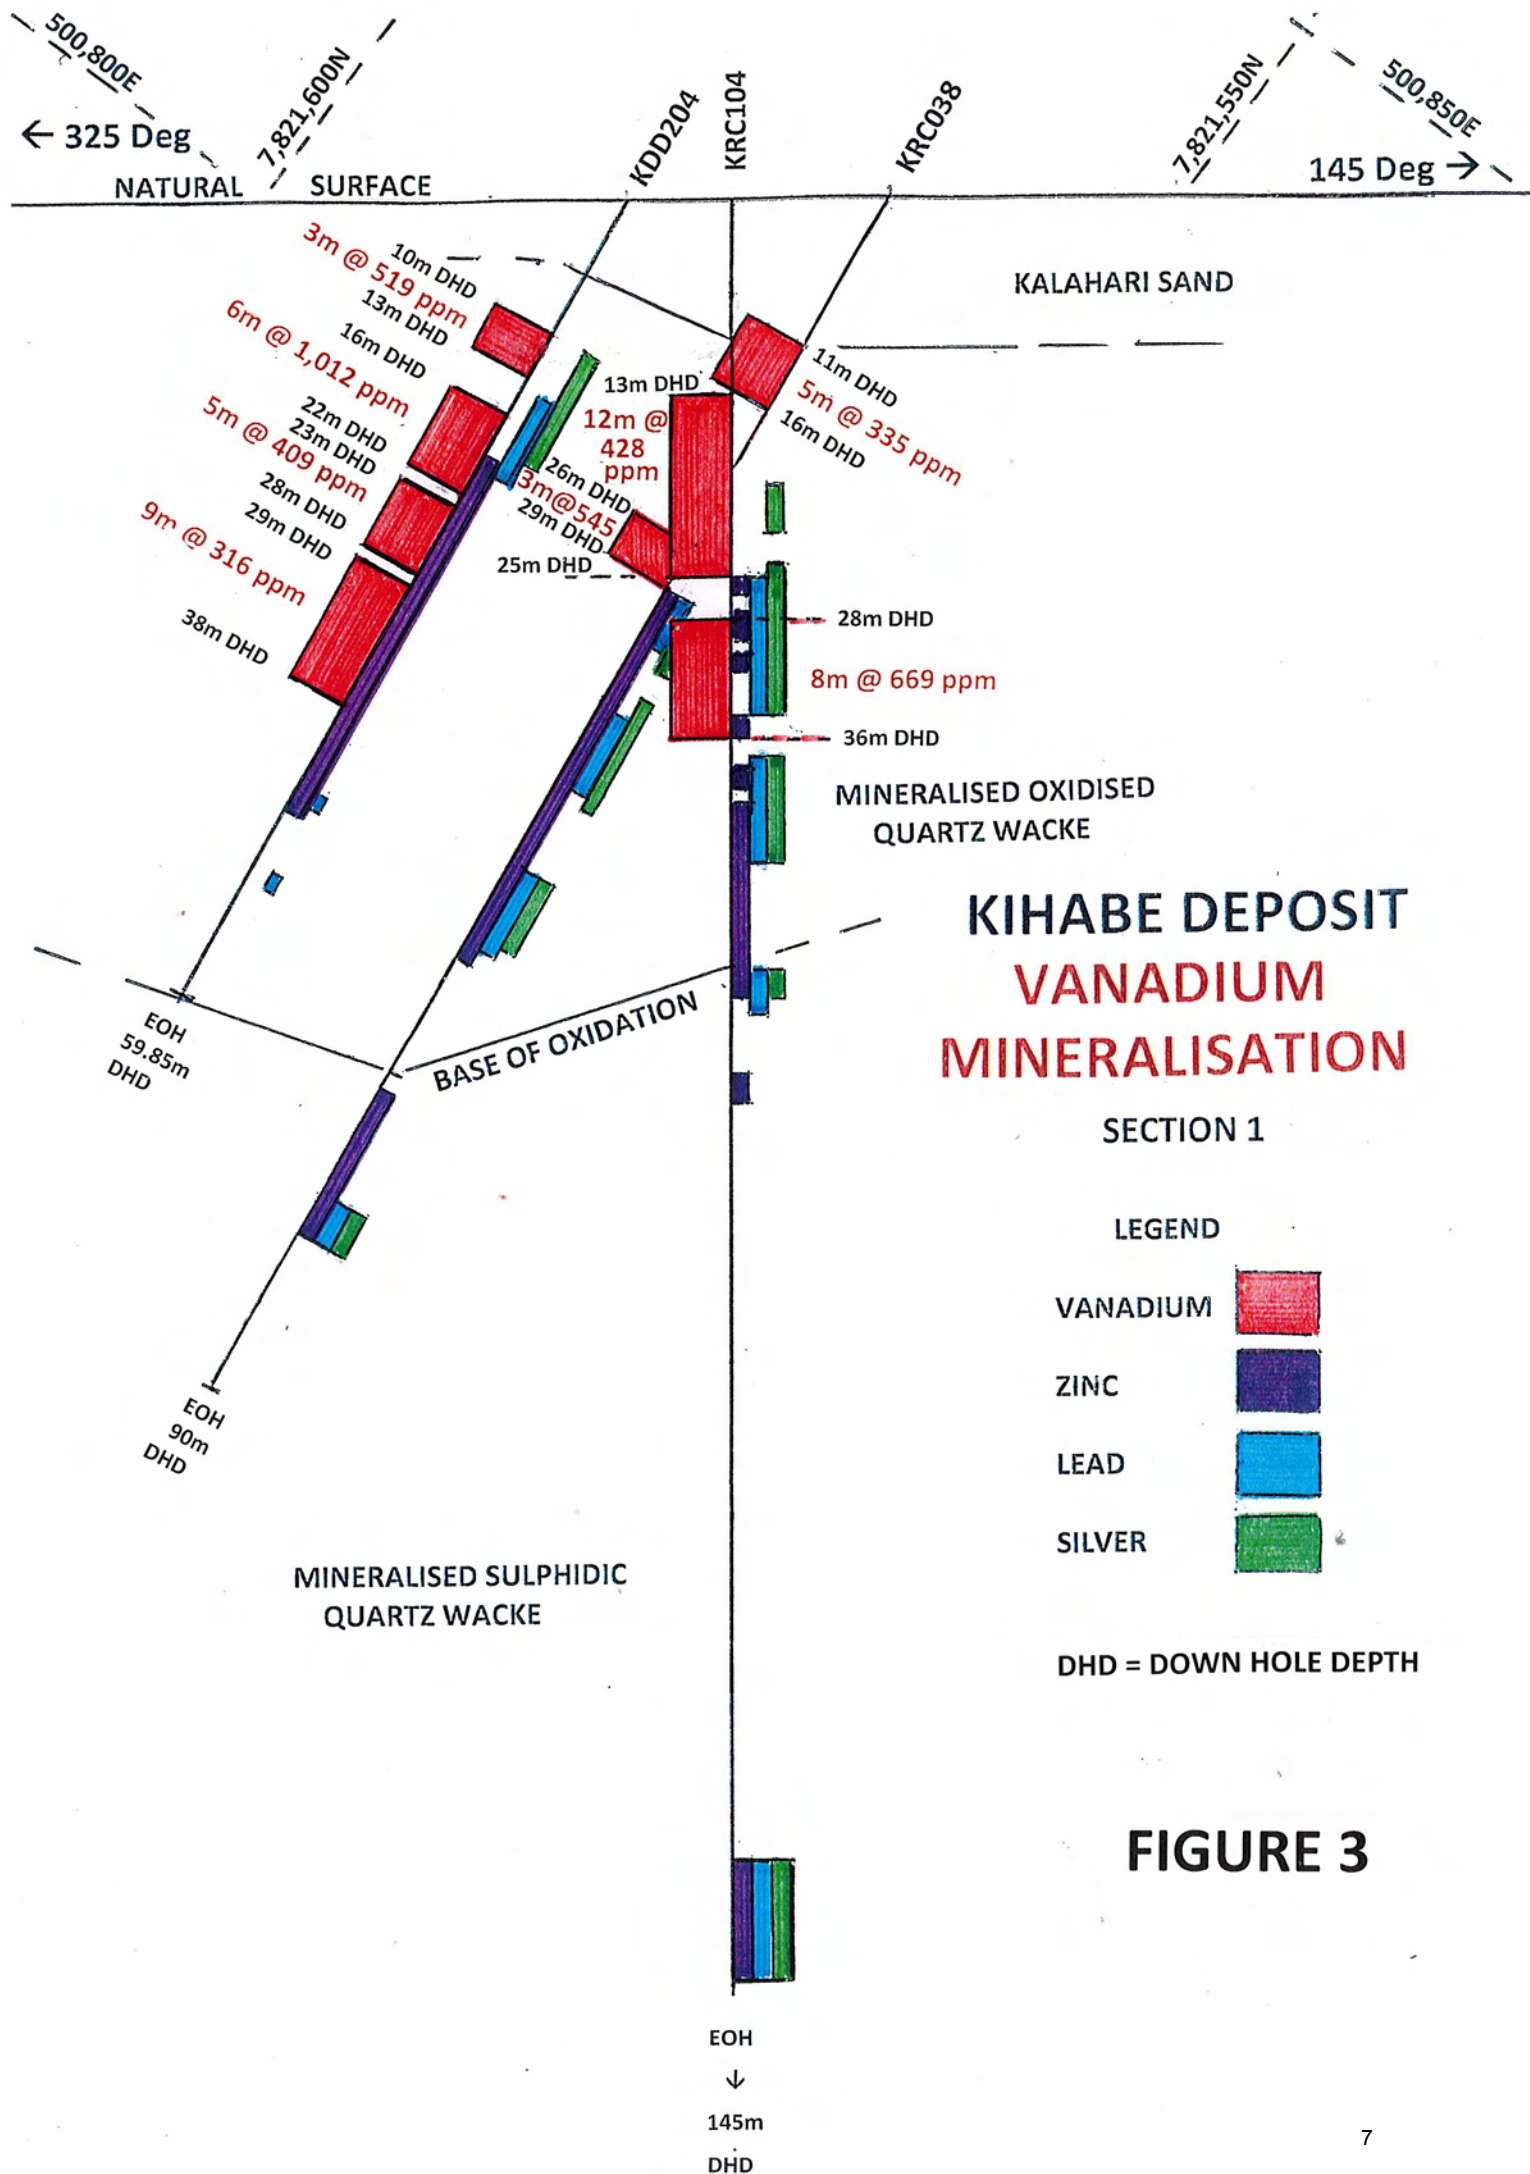 500,800E
7,821,600N
KDD204
KRC104
KRC038
7,821,550N
500,850E
← 325 Deg
145 Deg →
NATURAL SURFACE
KALAHARI SAND
10m DHD
3m @ 519 ppm
13m DHD
16m DHD
6m @ 1,012 ppm
22m DHD
23m DHD
5m @ 409 ppm
28m DHD
29m DHD
9m @ 316 ppm
38m DHD
13m DHD
12m @
428
ppm
26m DHD
3m@545
29m DHD
25m DHD
11m DHD
5m @ 335 ppm
16m DHD
28m DHD
8m @ 669 ppm
36m DHD
MINERALISED OXIDISED
QUARTZ WACKE
KIHABE DEPOSIT
VANADIUM
MINERALISATION
SECTION 1
BASE OF OXIDATION
EOH
59.85m
DHD
EOH
90m
DHD
LEGEND
VANADIUM
ZINC
LEAD
SILVER
MINERALISED SULPHIDIC
QUARTZ WACKE
DHD = DOWN HOLE DEPTH
FIGURE 3
EOH
↓
145m
DHD
7